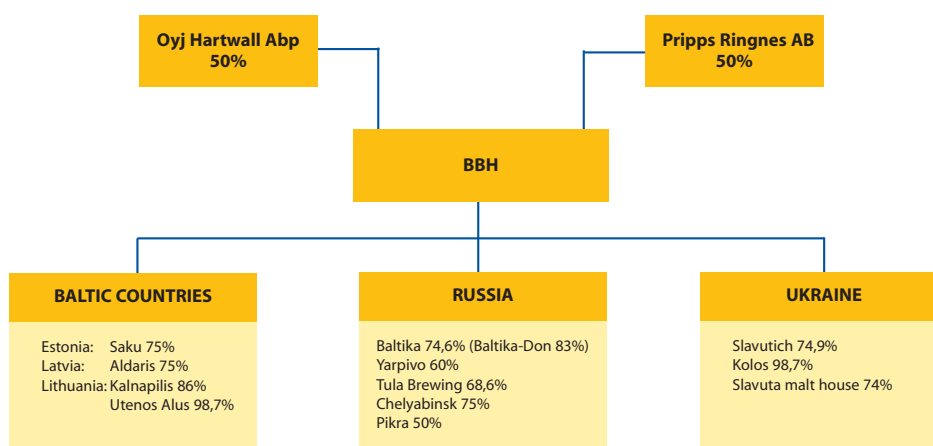 Oyj Hartwall Abp
50%
Pripps Ringnes AB
50%
BBH
BALTIC COUNTRIES
Estonia: Saku 75%
Latvia: Aldaris 75%
Lithuania: Kalnapilis 86%
Utenos Alus 98,7%
RUSSIA
Baltika 74,6% (Baltika-Don 83%)
Yarpivo 60%
Tula Brewing 68,6%
Chelyabinsk 75%
Pikra 50%
UKRAINE
Slavutich 74,9%
Kolos 98,7%
Slavuta malt house 74%